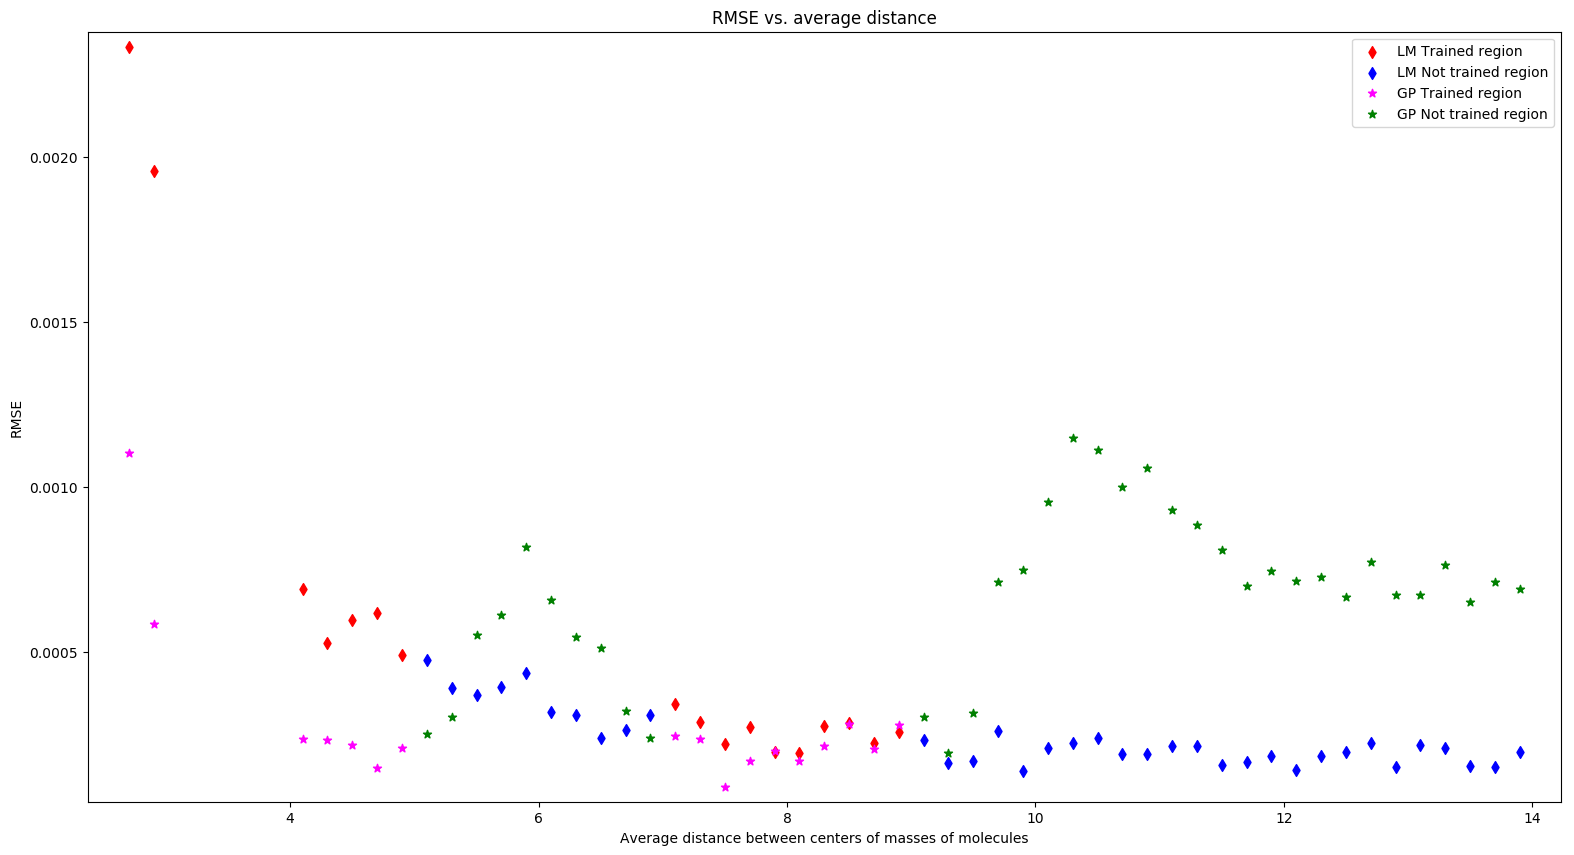 RMSE vs. average distance
LM Trained region
LM Not trained region
GP Trained region
GP Not trained region
0.0020
0.0015
0.0010
0.0005
RMSE
4
6
8
10
12
14
Average distance between centers of masses of molecules